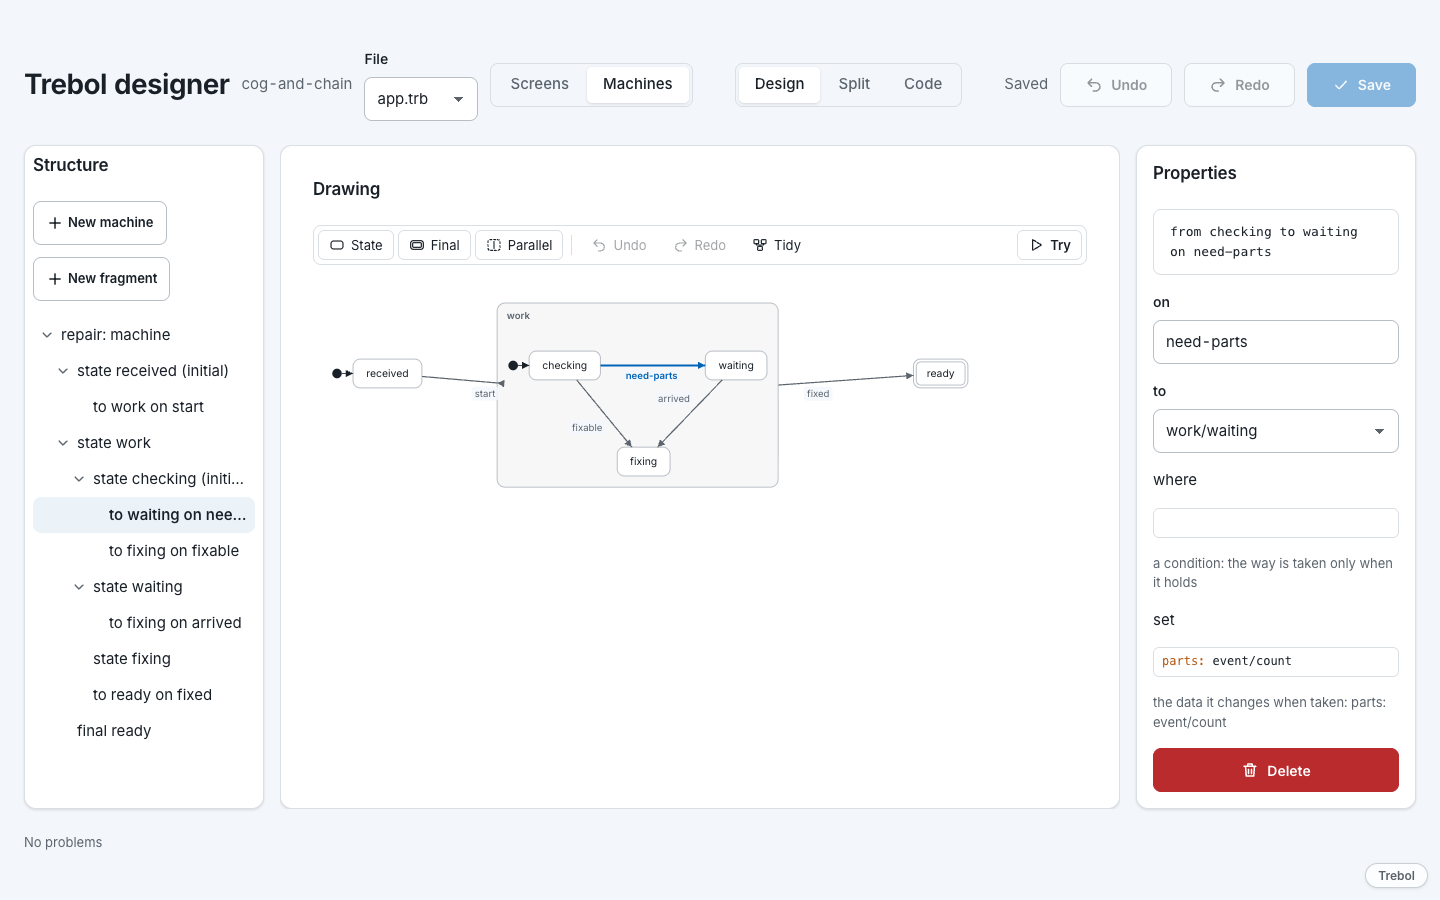 Trebol designer
cog-and-chain
File
app.trb
Screens
Machines
Design
Split
Code
Saved
Undo
Redo
Save
Structure
New machine
New fragment
repair: machine
state received (initial)
to work on start
state work
state checking (initi...
to waiting on nee...
to fixing on fixable
state waiting
to fixing on arrived
state fixing
to ready on fixed
final ready
Drawing
State
Final
Parallel
Undo
Redo
Tidy
Try
work
received
start
checking
need-parts
waiting
fixable
arrived
fixing
fixed
ready
Properties
from checking to waiting
on need-parts
on
need-parts
to
work/waiting
where
a condition: the way is taken only when
it holds
set
parts: event/count
the data it changes when taken: parts:
event/count
Delete
No problems
Trebol